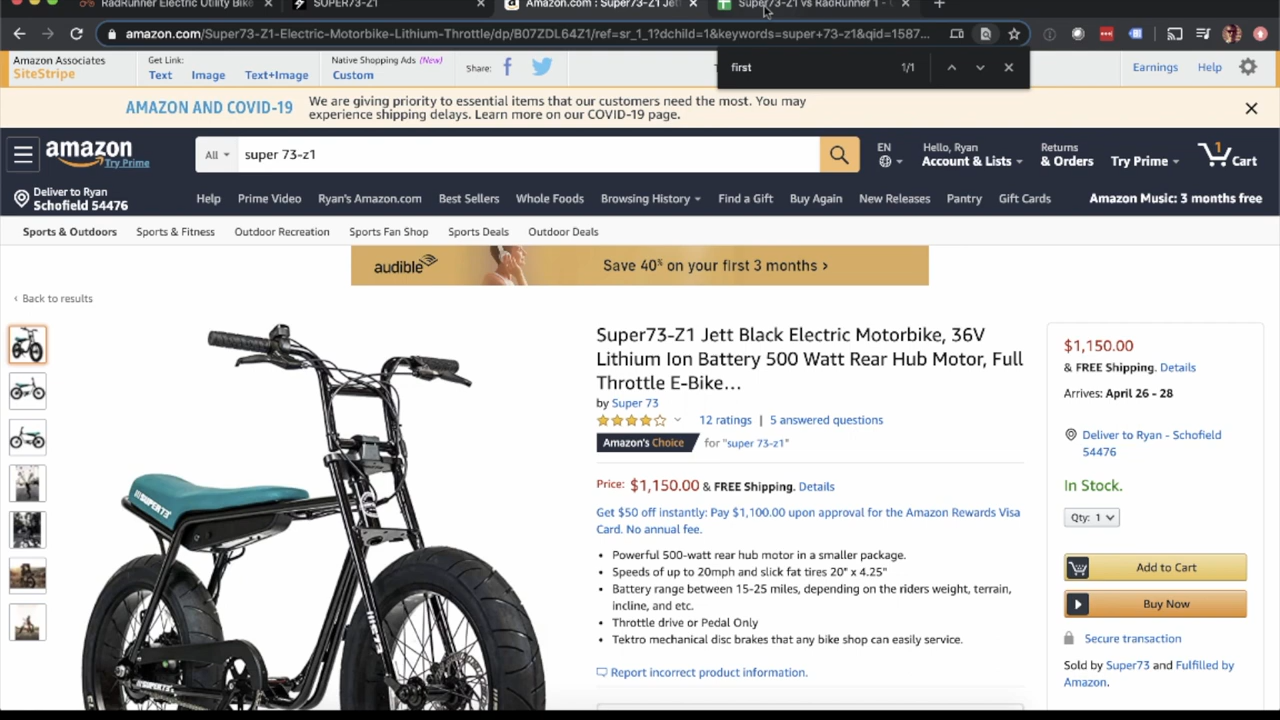 RadRunner Electric Utility Bike
SUPER73-Z1
Amazon.com : Super73-Z1 Jett
Super73-Z1 vs RadRunner 1 -
amazon.com/Super73-Z1-Electric-Motorbike-Lithium-Throttle/dp/B07ZDL64Z1/ref=sr_1_1?dchild=1&keywords=super+73-z1&qid=1587...
first
1/1
Amazon Associates
SiteStripe
Get Link:
Text
Image
Text+Image
Native Shopping Ads (New)
Custom
Share:
Earnings
Help
AMAZON AND COVID-19
We are giving priority to essential items that our customers need the most. You may
experience shipping delays. Learn more on our COVID-19 page.
amazon
Try Prime
All
super 73-z1
EN
Hello, Ryan
Account & Lists
Returns
& Orders
Try Prime
1
Cart
Deliver to Ryan
Schofield 54476
Help
Prime Video
Ryan's Amazon.com
Best Sellers
Whole Foods
Browsing History
Find a Gift
Buy Again
New Releases
Pantry
Gift Cards
Amazon Music: 3 months free
Sports & Outdoors
Sports & Fitness
Outdoor Recreation
Sports Fan Shop
Sports Deals
Outdoor Deals
audible
Save 40% on your first 3 months ›
‹ Back to results
Super73-Z1 Jett Black Electric Motorbike, 36V
Lithium Ion Battery 500 Watt Rear Hub Motor, Full
Throttle E-Bike…
by Super 73
12 ratings | 5 answered questions
Amazon's Choice for "super 73-z1"
Price: $1,150.00 & FREE Shipping. Details
Get $50 off instantly: Pay $1,100.00 upon approval for the Amazon Rewards Visa
Card. No annual fee.
• Powerful 500-watt rear hub motor in a smaller package.
• Speeds of up to 20mph and slick fat tires 20" x 4.25"
• Battery range between 15-25 miles, depending on the riders weight, terrain,
incline, and etc.
• Throttle drive or Pedal Only
• Tektro mechanical disc brakes that any bike shop can easily service.
Report incorrect product information.
$1,150.00
& FREE Shipping. Details
Arrives: April 26 - 28
Deliver to Ryan - Schofield
54476
In Stock.
Qty: 1
Add to Cart
Buy Now
Secure transaction
Sold by Super73 and Fulfilled by
Amazon.
SUPER73
SUPER73